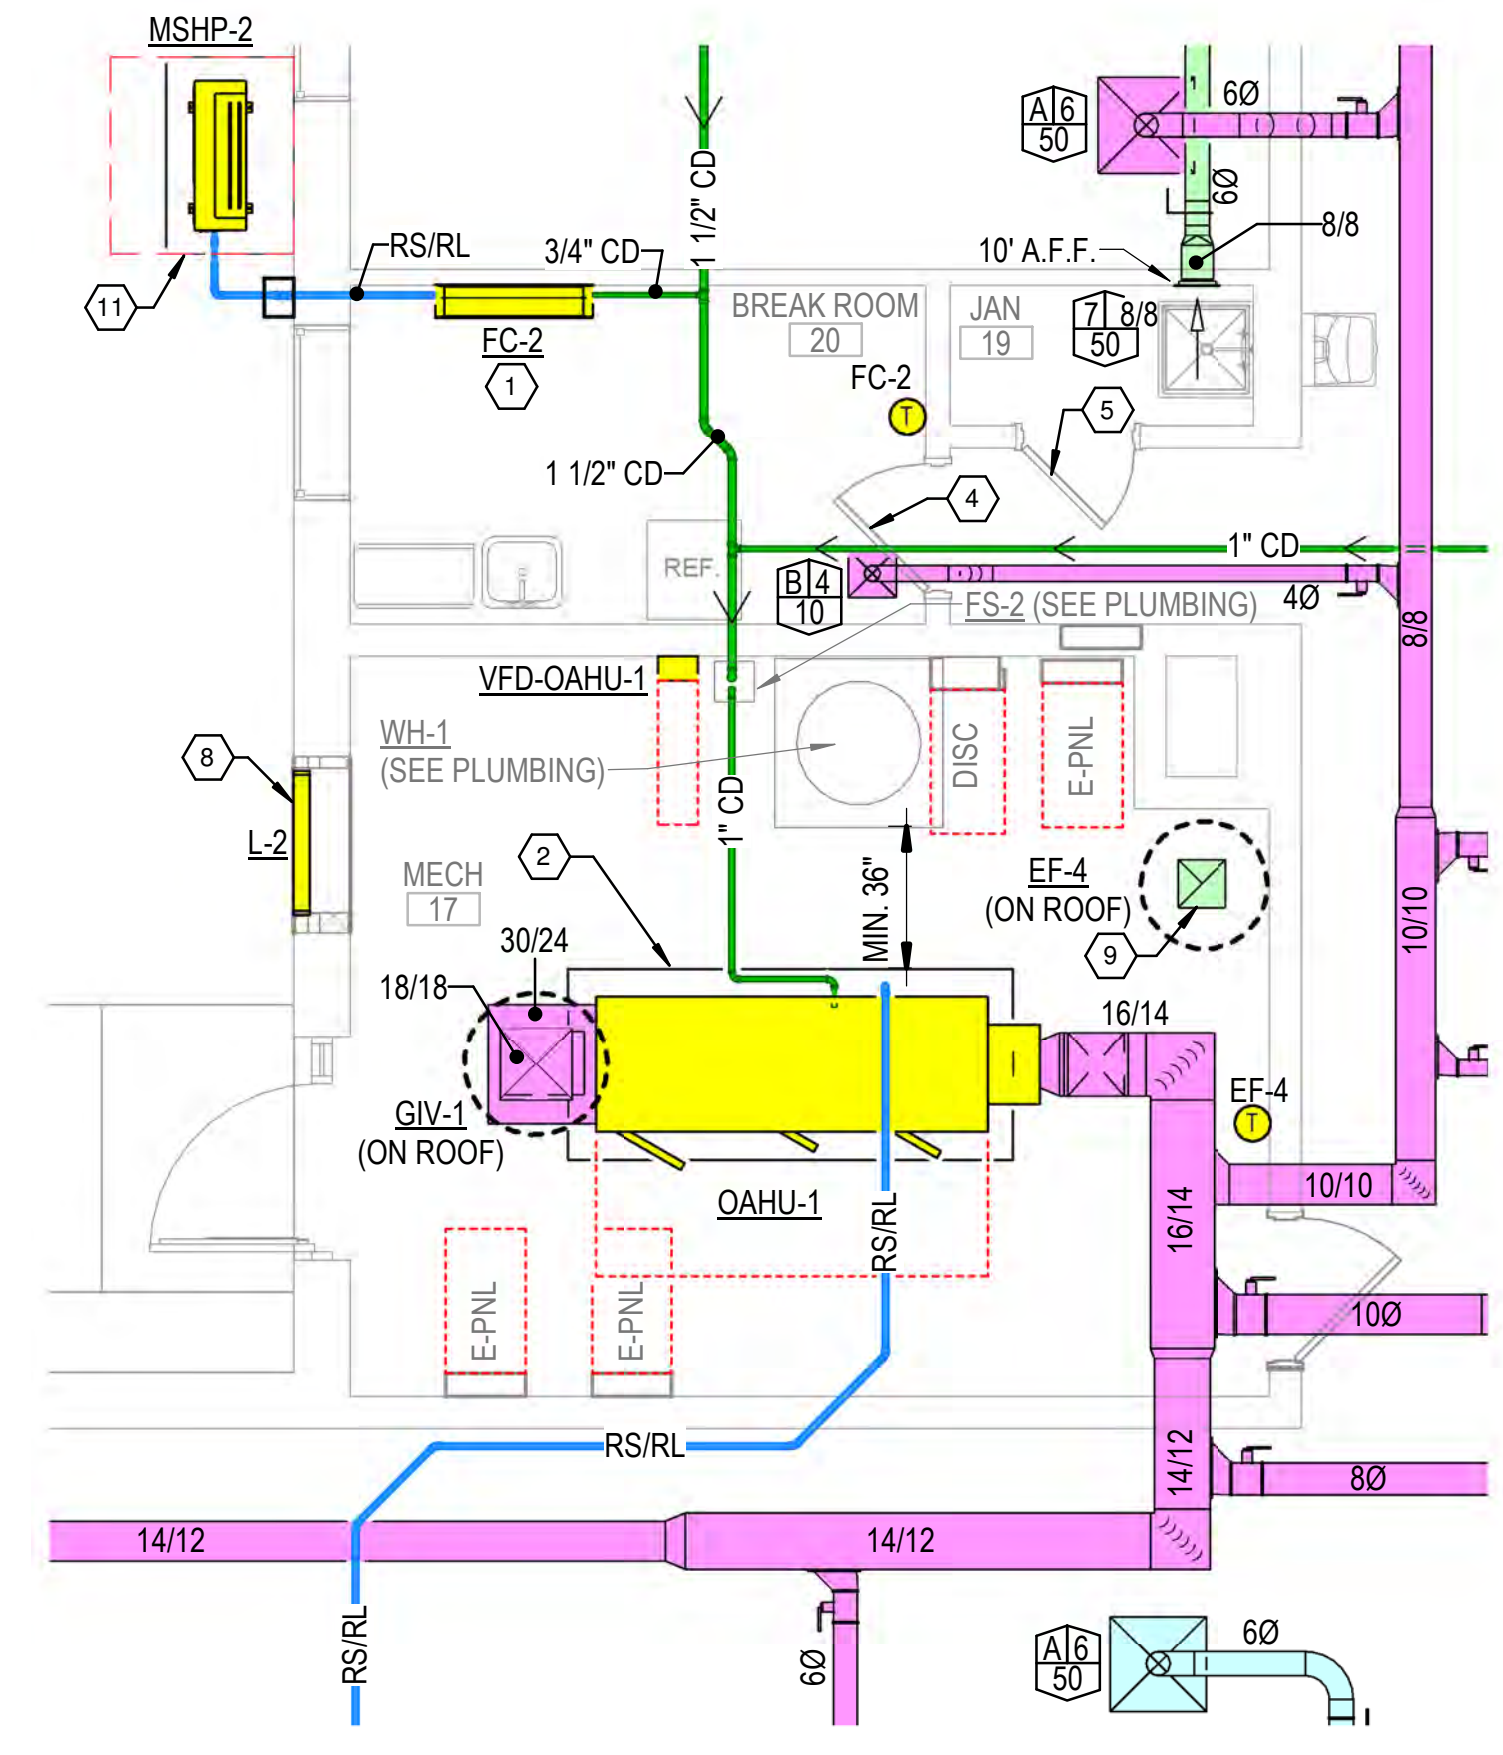 MSHP-2
11
RS/RL
3/4" CD
1 1/2" CD
FC-2
1
BREAK ROOM
20
FC-2
T
JAN
19
A 6
50
6Ø
6Ø
8/8
10' A.F.F.
7 8/8
50
5
4
1 1/2" CD
REF.
1" CD
B 4
10
4Ø
FS-2 (SEE PLUMBING)
8/8
VFD-OAHU-1
WH-1
(SEE PLUMBING)
DISC
E-PNL
8
L-2
1" CD
2
MECH
17
MIN. 36"
EF-4
(ON ROOF)
9
10/10
30/24
18/18
16/14
GIV-1
(ON ROOF)
EF-4
T
OAHU-1
RS/RL
16/14
10/10
E-PNL
E-PNL
10Ø
RS/RL
14/12
8Ø
14/12
14/12
RS/RL
6Ø
A 6
50
6Ø